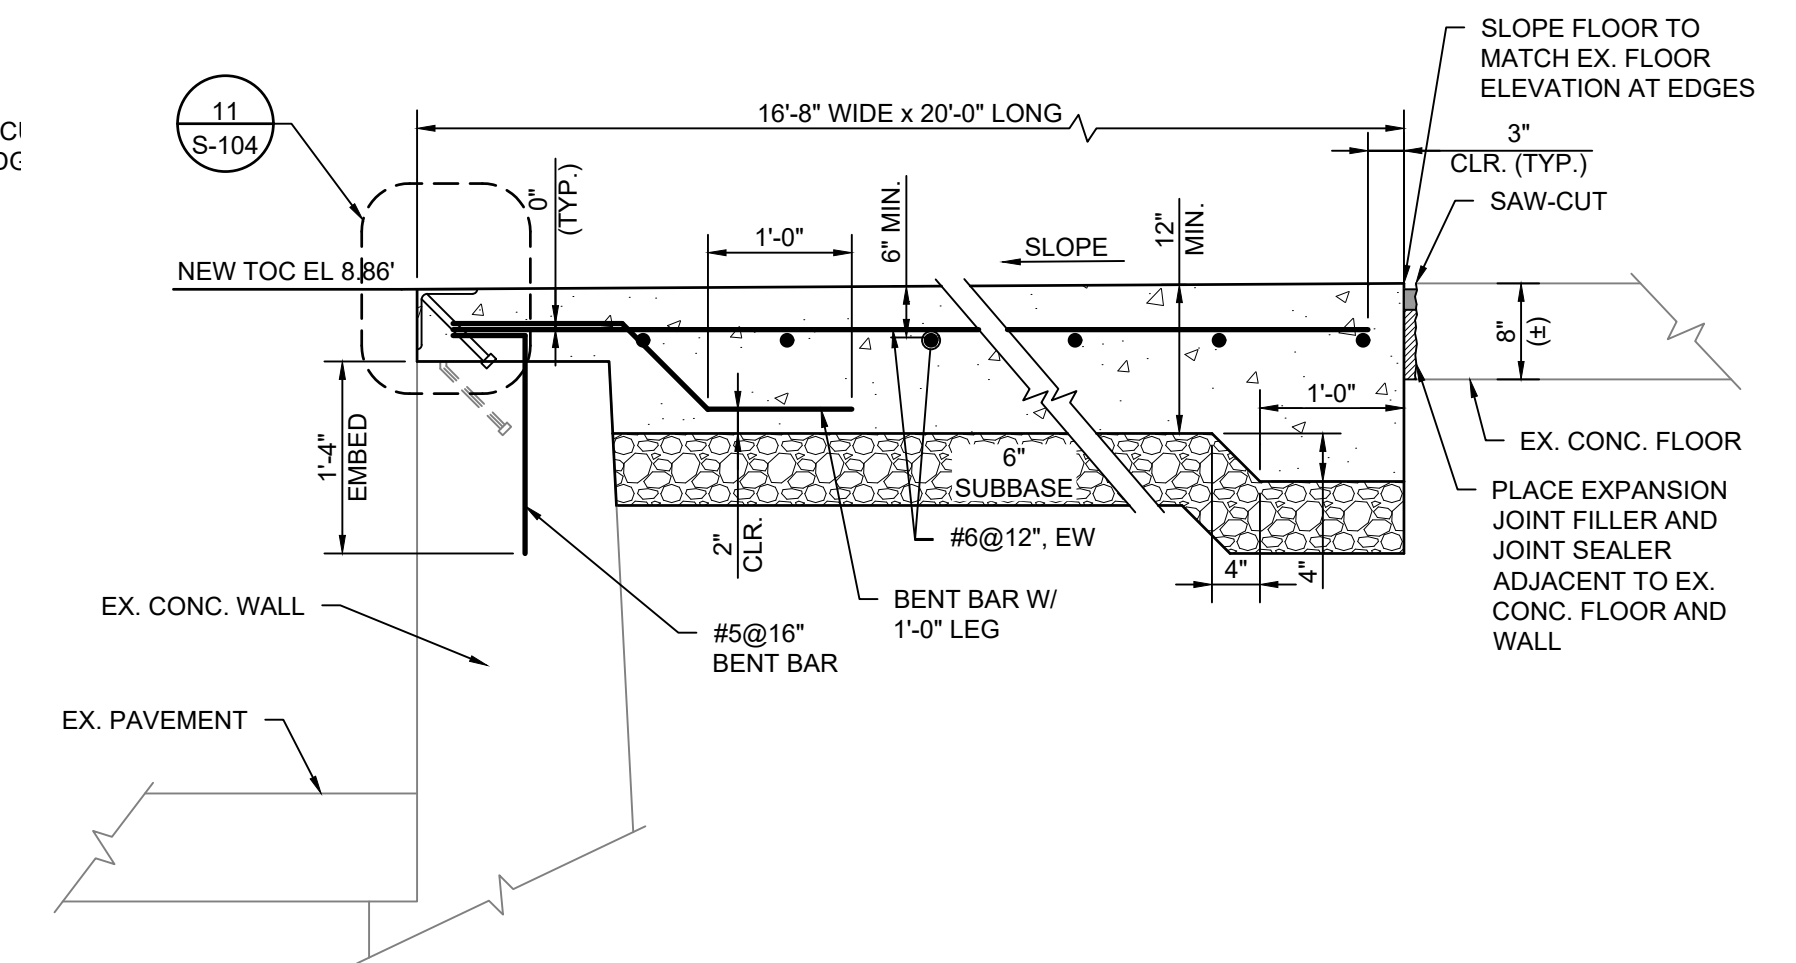 SLOPE FLOOR TO
MATCH EX. FLOOR
ELEVATION AT EDGES
11
S-104
16'-8" WIDE x 20'-0" LONG
3"
CLR. (TYP.)
SAW-CUT
0"
(TYP.)
1'-0"
6" MIN.
SLOPE
12"
MIN.
NEW TOC EL 8.86'
8"
(±)
1'-0"
1'-4"
EMBED
EX. CONC. FLOOR
6"
SUBBASE
PLACE EXPANSION
JOINT FILLER AND
JOINT SEALER
ADJACENT TO EX.
CONC. FLOOR AND
WALL
2"
CLR.
#6@12", EW
4"
4"
BENT BAR W/
1'-0" LEG
EX. CONC. WALL
#5@16"
BENT BAR
EX. PAVEMENT